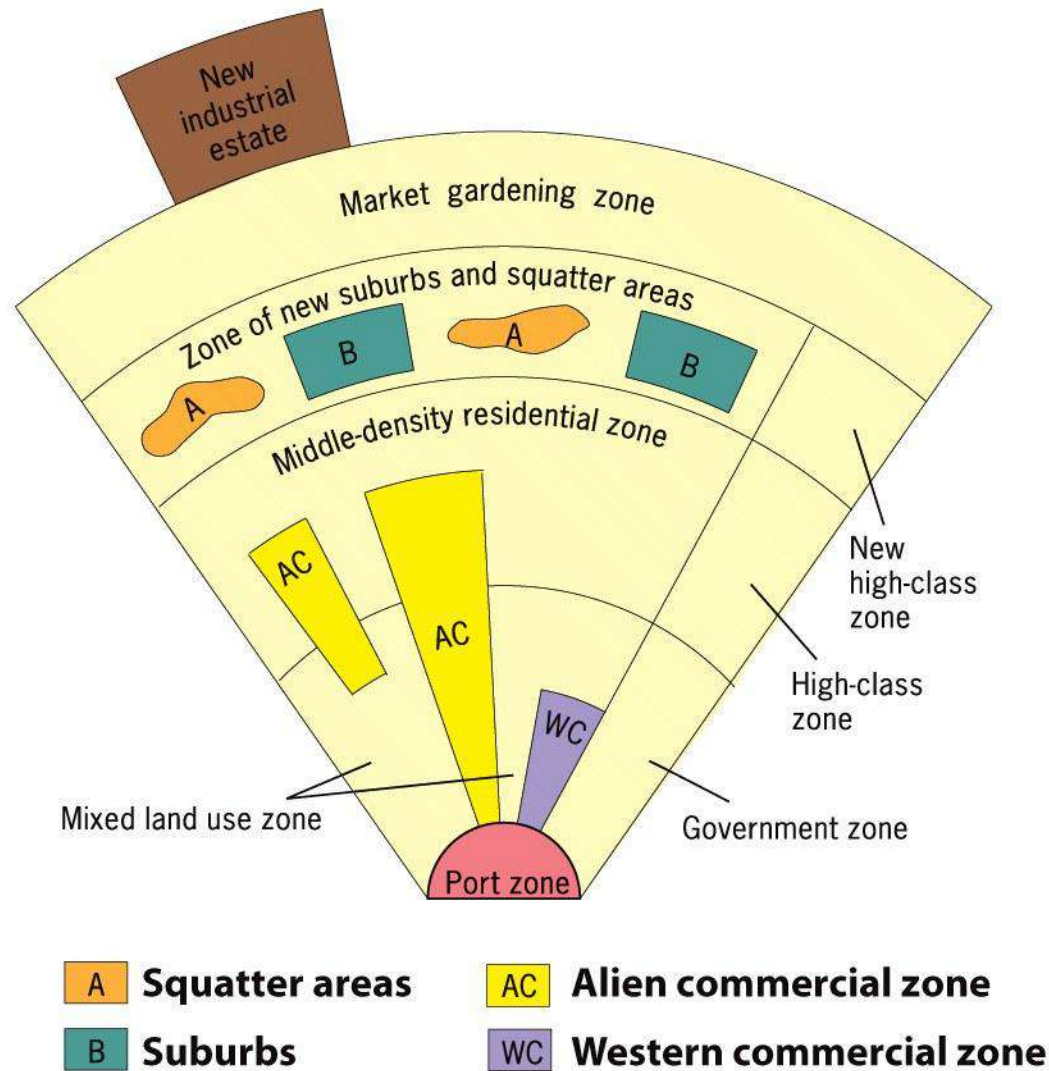 New
industrial
estate
Market gardening zone
Zone of new suburbs and squatter areas
A
B
A
B
Middle-density residential zone
AC
AC
WC
New
high-class
zone
High-class
zone
Mixed land use zone
Government zone
Port zone
A Squatter areas
AC Alien commercial zone
B Suburbs
WC Western commercial zone